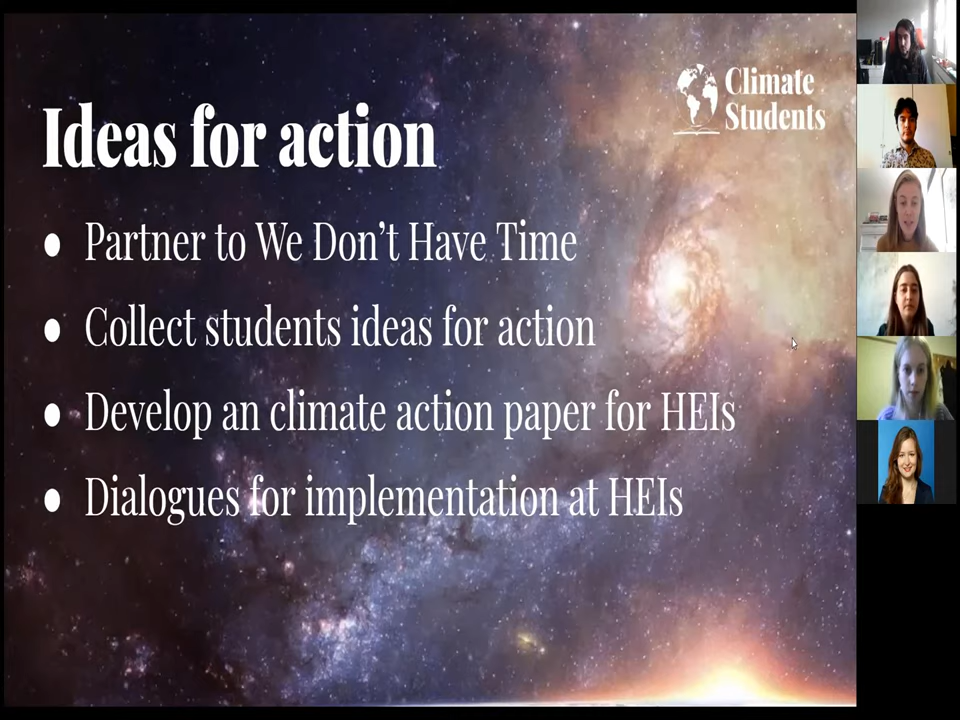 Climate
Students
Ideas for action
• Partner to We Don't Have Time
• Collect students ideas for action
• Develop an climate action paper for HEIs
• Dialogues for implementation at HEIs